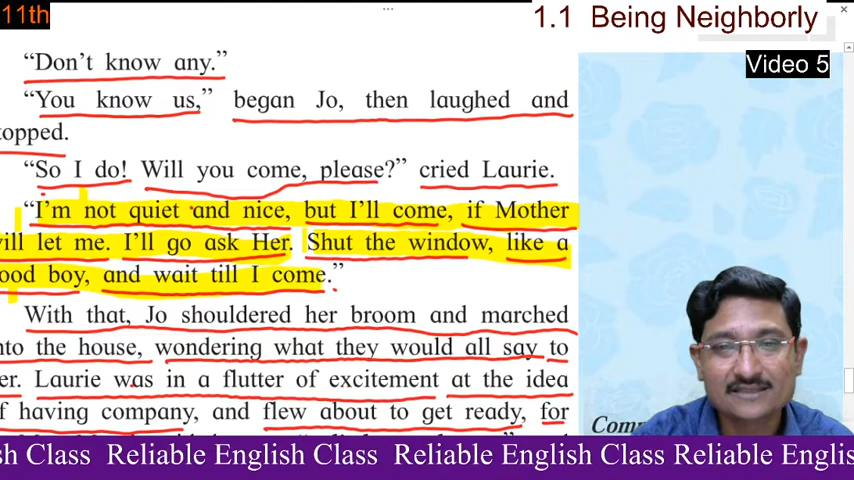 11th
1.1 Being Neighborly
Video 5
“Don’t know any.”
“You know us,” began Jo, then laughed and
topped.
“So I do! Will you come, please?” cried Laurie.
“I’m not quiet and nice, but I’ll come, if Mother
will let me. I’ll go ask Her. Shut the window, like a
ood boy, and wait till I come.”
With that, Jo shouldered her broom and marched
nto the house, wondering what they would all say to
er. Laurie was in a flutter of excitement at the idea
f having company, and flew about to get ready, for
sh Class Reliable English Class Reliable English Class Reliable Englis